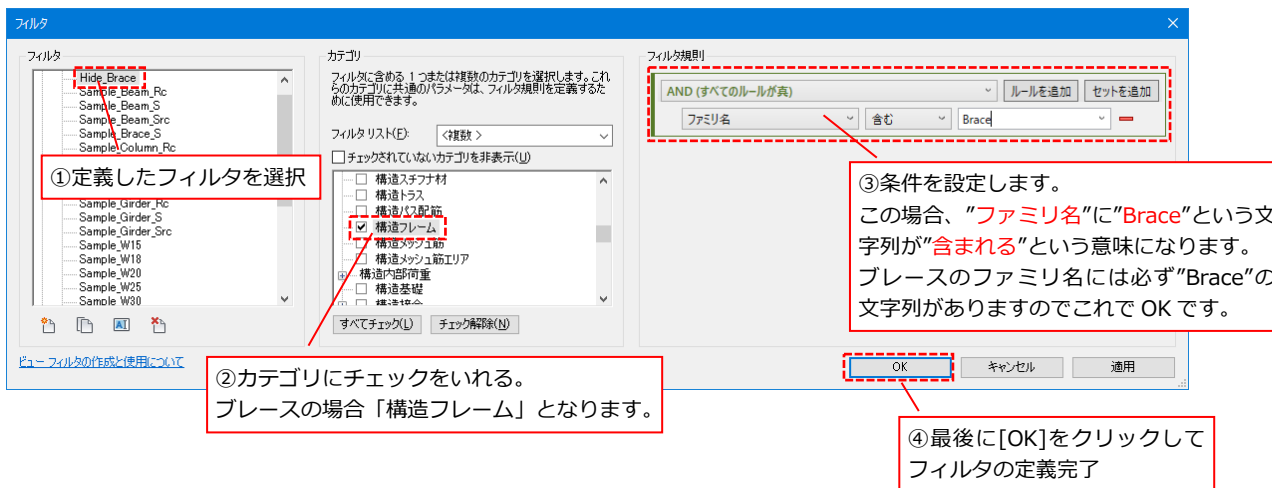 フィルタ
フィルタ
Hide_Brace
Sample_Beam_Rc
Sample_Beam_S
Sample_Beam_Src
Sample_Brace_S
Sample_Column_Rc
Sample_Girder_Rc
Sample_Girder_S
Sample_Girder_Src
Sample_W15
Sample_W18
Sample_W20
Sample_W25
Sample_W30
ビュー フィルタの作成と使用について
①定義したフィルタを選択
カテゴリ
フィルタに含める 1 つまたは複数のカテゴリを選択します。これ
らのカテゴリに共通のパラメータは、フィルタ規則を定義するた
めに使用できます。
フィルタ リスト(F):
<複数>
チェックされていないカテゴリを非表示(U)
構造スチフナ材
構造トラス
構造パス配筋
構造フレーム
構造メッシュ筋
構造メッシュ筋エリア
構造内部荷重
構造基礎
構造接合
すべてチェック(L) チェック解除(N)
②カテゴリにチェックをいれる。
ブレースの場合「構造フレーム」となります。
フィルタ規則
AND (すべてのルールが真)
ルールを追加 セットを追加
ファミリ名 含む Brace
③条件を設定します。
この場合、”ファミリ名”に”Brace”という文
字列が”含まれる”という意味になります。
ブレースのファミリ名には必ず”Brace”の
文字列がありますのでこれで OK です。
OK キャンセル 適用
④最後に[OK]をクリックして
フィルタの定義完了